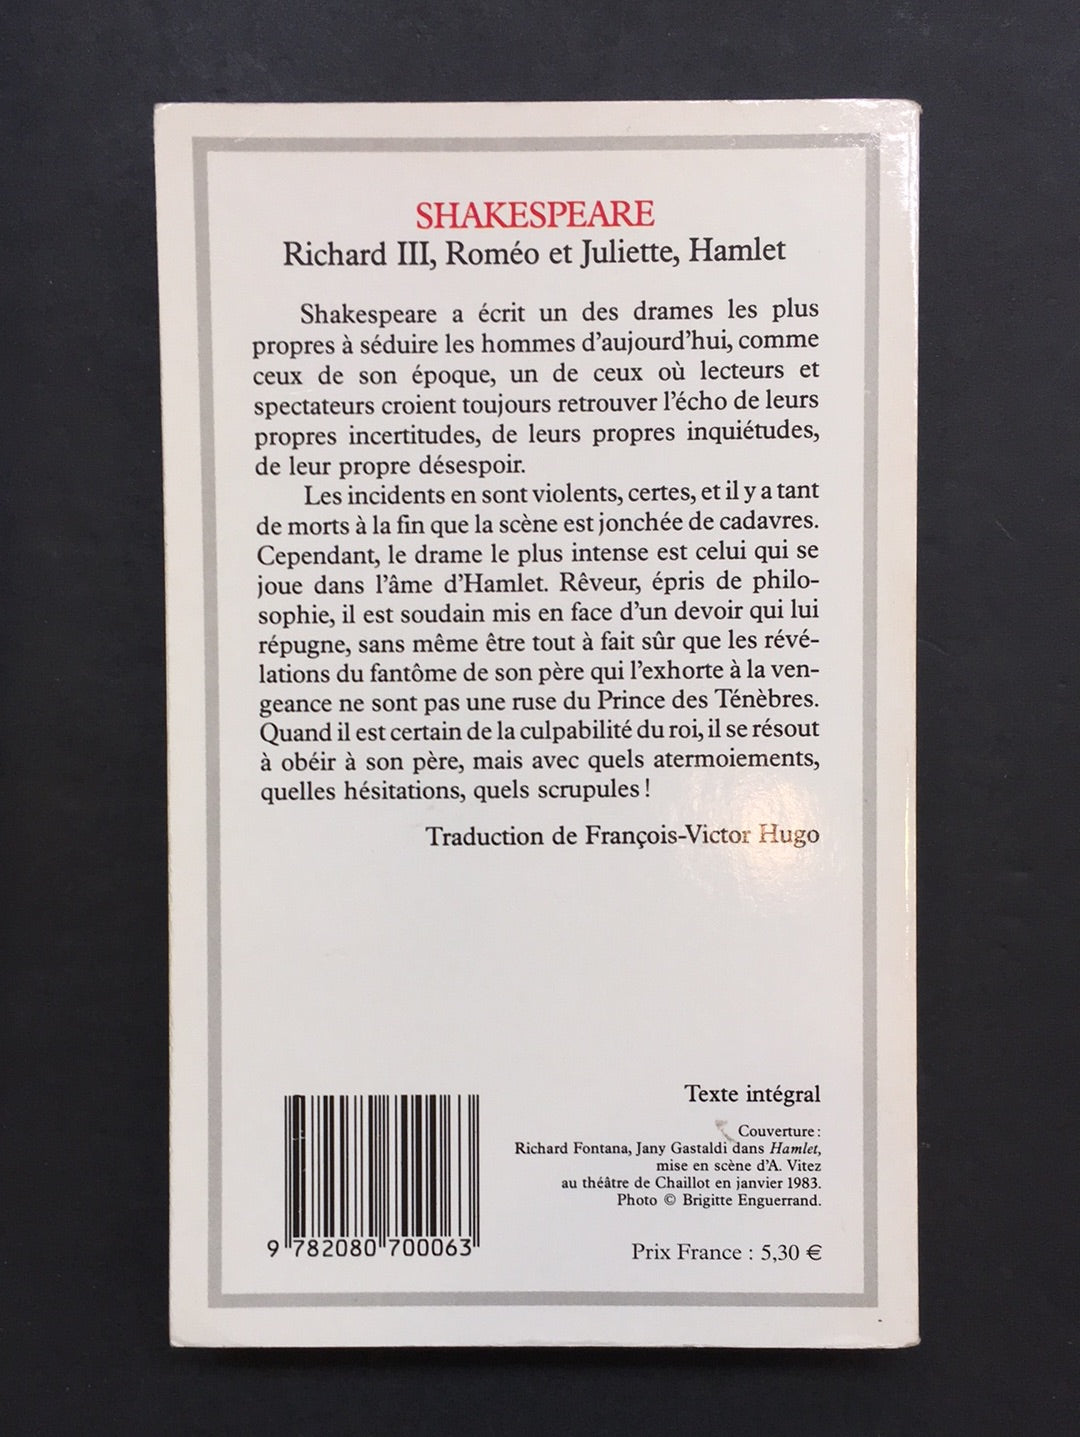 SHAKESPEARE
Richard III, Roméo et Juliette, Hamlet
Shakespeare a écrit un des drames les plus
propres à séduire les hommes d'aujourd'hui, comme
ceux de son époque, un de ceux où lecteurs et
spectateurs croient toujours retrouver l'écho de leurs
propres incertitudes, de leurs propres inquiétudes,
de leur propre désespoir.
Les incidents en sont violents, certes, et il y a tant
de morts à la fin que la scène est jonchée de cadavres.
Cependant, le drame le plus intense est celui qui se
joue dans l'âme d'Hamlet. Rêveur, épris de philo-
sophie, il est soudain mis en face d'un devoir qui lui
répugne, sans même être tout à fait sûr que les révé-
lations du fantôme de son père qui l'exhorte à la ven-
geance ne sont pas une ruse du Prince des Ténèbres.
Quand il est certain de la culpabilité du roi, il se résout
à obéir à son père, mais avec quels atermoiements,
quelles hésitations, quels scrupules !
Traduction de François-Victor Hugo
Texte intégral
Couverture :
Richard Fontana, Jany Gastaldi dans Hamlet,
mise en scène d'A. Vitez
au théâtre de Chaillot en janvier 1983.
Photo © Brigitte Enguerrand.
9 782080 700063
Prix France : 5,30 €